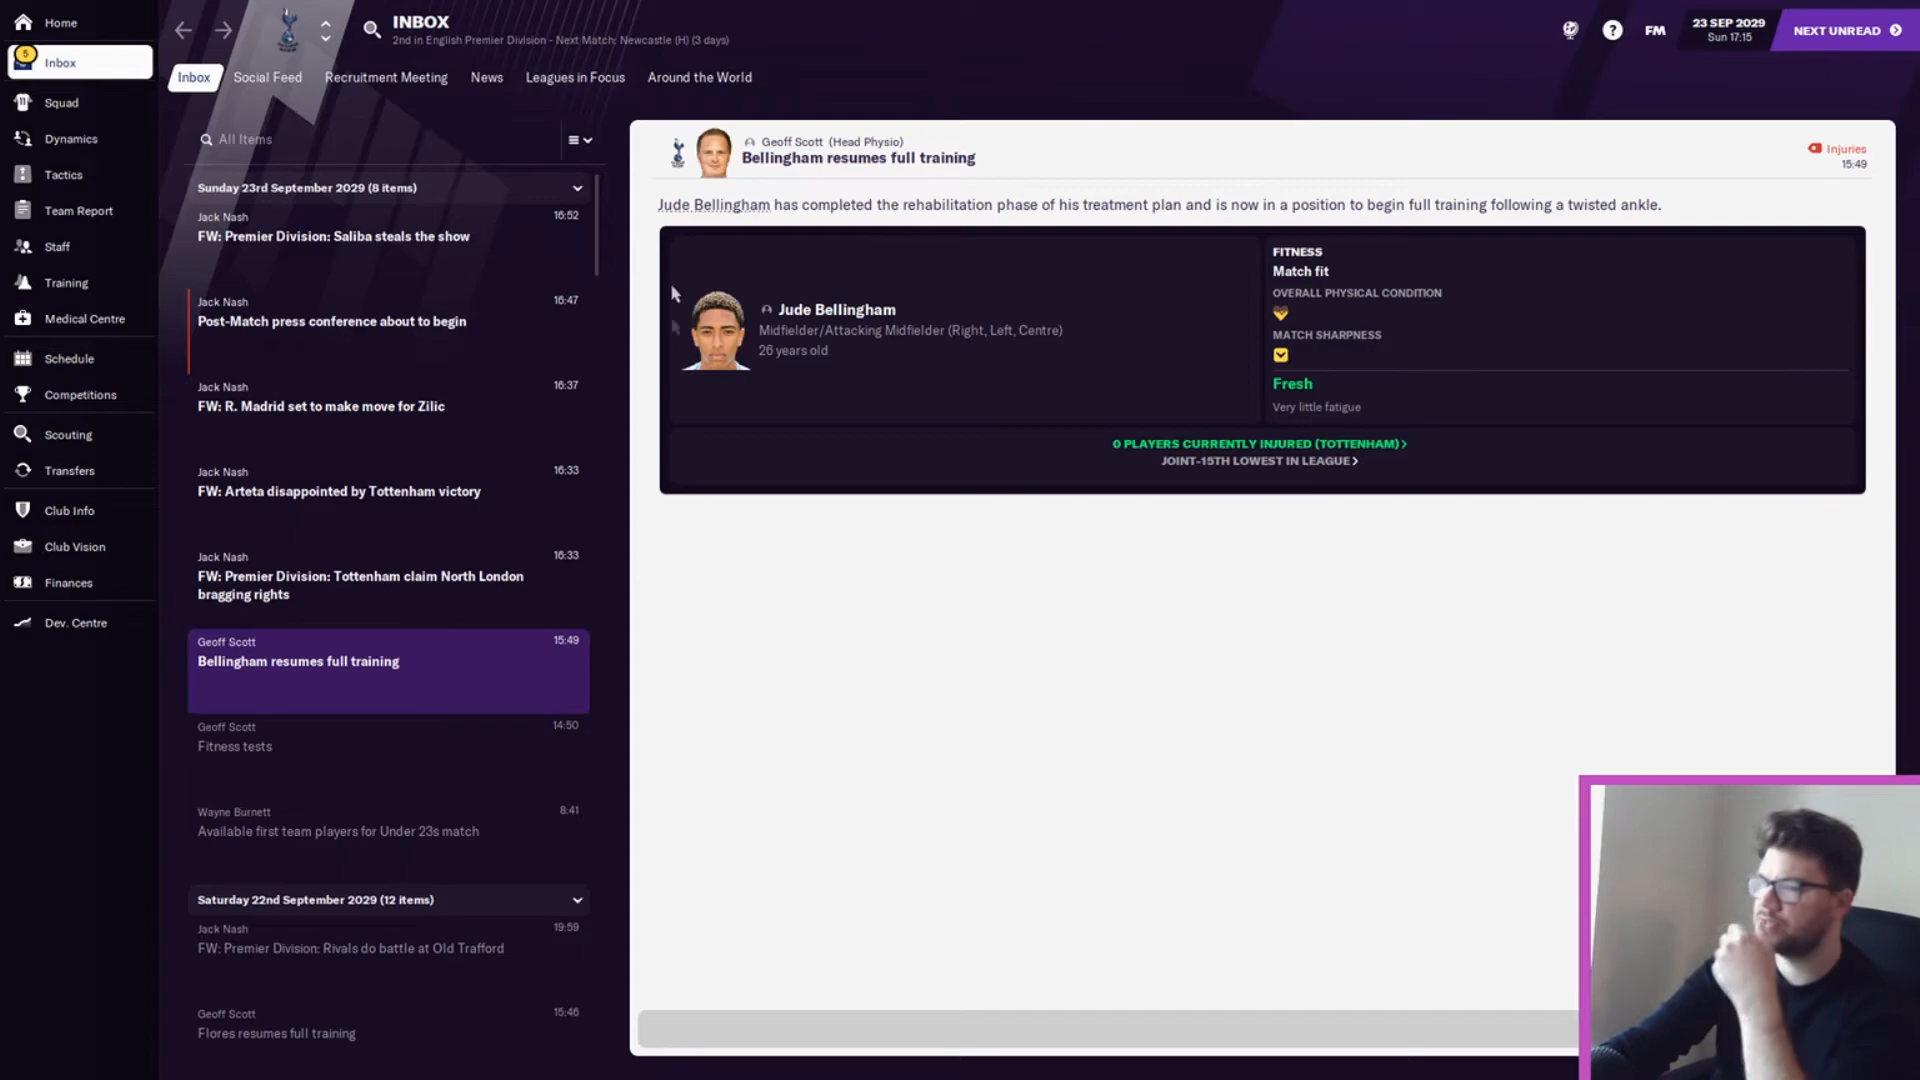 Home
5
Inbox
Squad
Dynamics
Tactics
Team Report
Staff
Training
Medical Centre
Schedule
Competitions
Scouting
Transfers
Club Info
Club Vision
Finances
Dev. Centre
INBOX
2nd in English Premier Division - Next Match: Newcastle (H) (3 days)
? FM
23 SEP 2029
Sun 17:15
NEXT UNREAD
Inbox Social Feed Recruitment Meeting News Leagues in Focus Around the World
All Items
Sunday 23rd September 2029 (8 items)
Jack Nash 16:52
FW: Premier Division: Saliba steals the show
Jack Nash 16:47
Post-Match press conference about to begin
Jack Nash 16:37
FW: R. Madrid set to make move for Zilic
Jack Nash 16:33
FW: Arteta disappointed by Tottenham victory
Jack Nash 16:33
FW: Premier Division: Tottenham claim North London
bragging rights
Geoff Scott 15:49
Bellingham resumes full training
Geoff Scott 14:50
Fitness tests
Wayne Burnett 8:41
Available first team players for Under 23s match
Saturday 22nd September 2029 (12 items)
Jack Nash 19:59
FW: Premier Division: Rivals do battle at Old Trafford
Geoff Scott 15:46
Flores resumes full training
Geoff Scott (Head Physio)
Bellingham resumes full training
Injuries
15:49
Jude Bellingham has completed the rehabilitation phase of his treatment plan and is now in a position to begin full training following a twisted ankle.
Jude Bellingham
Midfielder/Attacking Midfielder (Right, Left, Centre)
26 years old
FITNESS
Match fit
OVERALL PHYSICAL CONDITION
MATCH SHARPNESS
Fresh
Very little fatigue
0 PLAYERS CURRENTLY INJURED (TOTTENHAM)
JOINT-15TH LOWEST IN LEAGUE